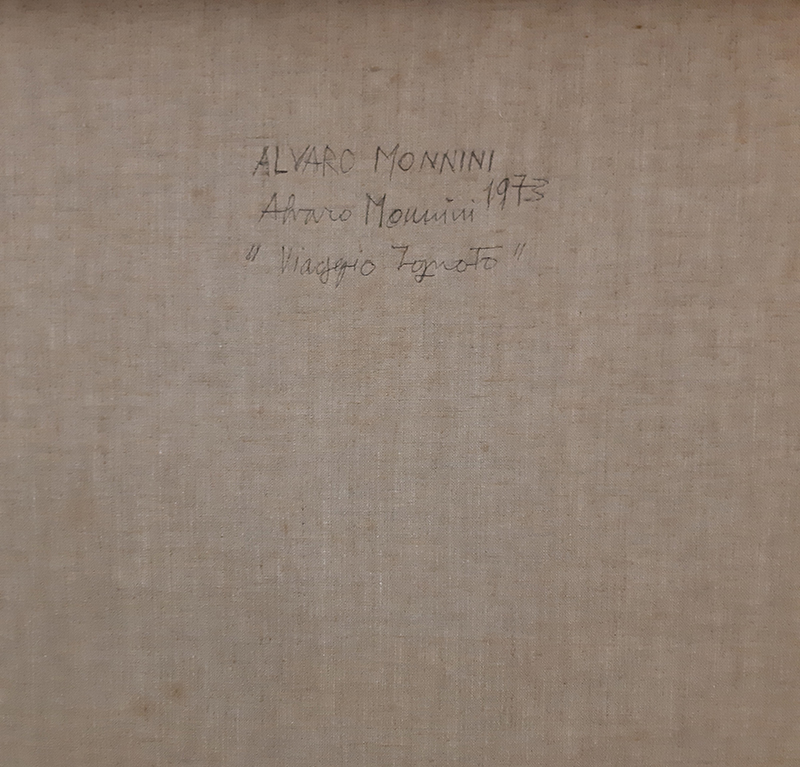 ALVARO MONNINI
Alvaro Monnini 1973
" Viaggio Ignoto "